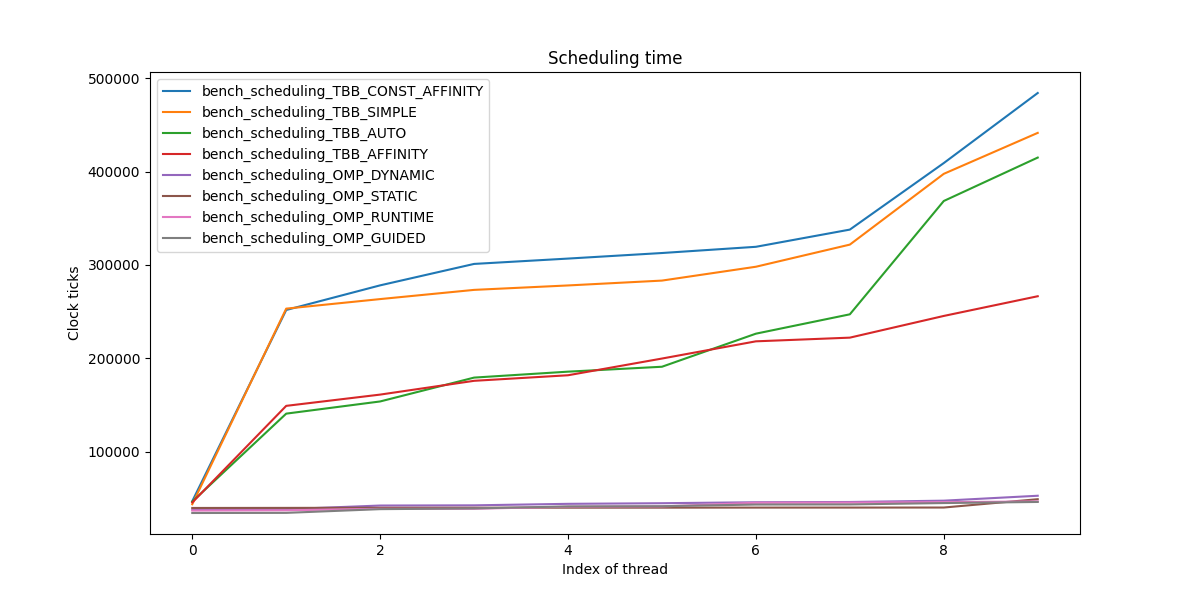 Scheduling time
500000
400000
300000
200000
100000
Clock ticks
bench_scheduling_TBB_CONST_AFFINITY
bench_scheduling_TBB_SIMPLE
bench_scheduling_TBB_AUTO
bench_scheduling_TBB_AFFINITY
bench_scheduling_OMP_DYNAMIC
bench_scheduling_OMP_STATIC
bench_scheduling_OMP_RUNTIME
bench_scheduling_OMP_GUIDED
0 2 4 6 8
Index of thread